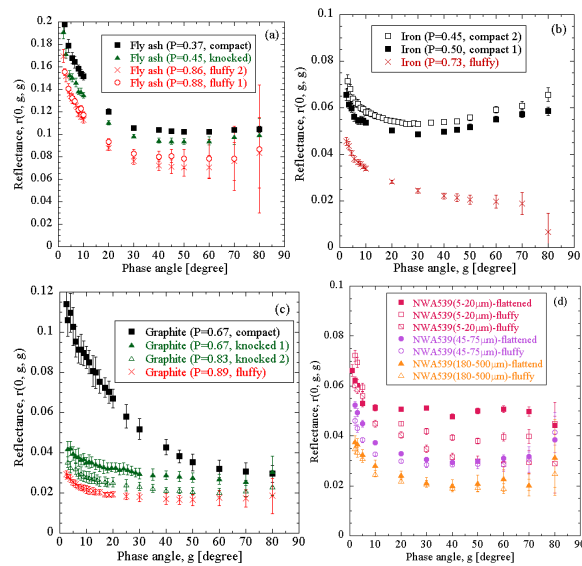 (a)
Fly ash (P=0.37, compact)
Fly ash (P=0.45, knocked)
Fly ash (P=0.86, fluffy 2)
Fly ash (P=0.88, fluffy 1)
Reflectance, r(0, g, g)
0.2
0.18
0.16
0.14
0.12
0.1
0.08
0.06
0.04
0.02
0
0 10 20 30 40 50 60 70 80 90
Phase angle, g [degree]
(b)
Iron (P=0.45, compact 2)
Iron (P=0.50, compact 1)
Iron (P=0.73, fluffy)
Reflectance, r(0, g, g)
0.1
0.08
0.06
0.04
0.02
0
0 10 20 30 40 50 60 70 80 90
Phase angle, g [degree]
(c)
Graphite (P=0.67, compact)
Graphite (P=0.67, knocked 1)
Graphite (P=0.83, knocked 2)
Graphite (P=0.89, fluffy)
Reflectance, r(0, g, g)
0.12
0.1
0.08
0.06
0.04
0.02
0
0 10 20 30 40 50 60 70 80 90
Phase angle, g [degree]
(d)
NWA539(5-20μm)-flattened
NWA539(5-20μm)-fluffy
NWA539(5-20μm)-fluffy
NWA539(45-75μm)-flattened
NWA539(45-75μm)-fluffy
NWA539(180-500μm)-flattend
NWA539(180-500μm)-fluffy
Reflectance, r(0, g, g)
0.1
0.08
0.06
0.04
0.02
0
0 10 20 30 40 50 60 70 80 90
Phase angle, g [degree]